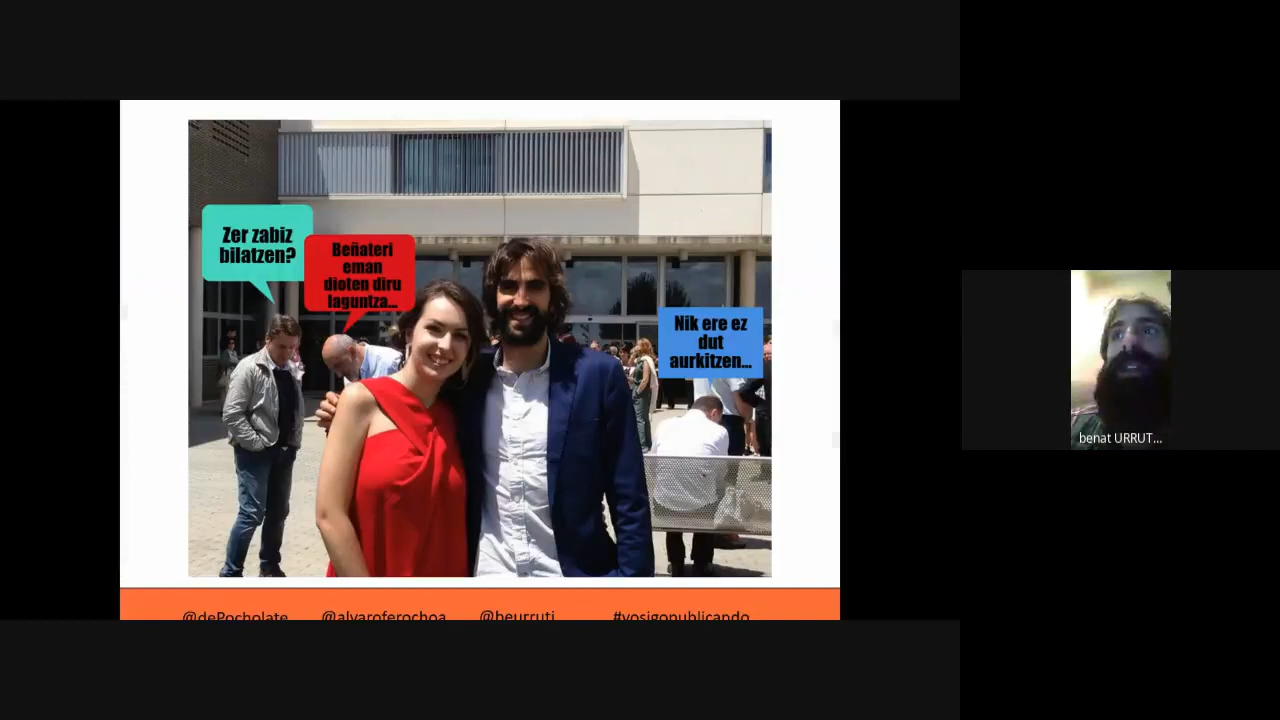 Zer zabiz
bilatzen?
Beñateri
eman
dioten diru
laguntza...
Nik ere ez
dut
aurkitzen...
@dePocholate @alvaroferochoa @beurruti #yosigopublicando
benat URRUT...